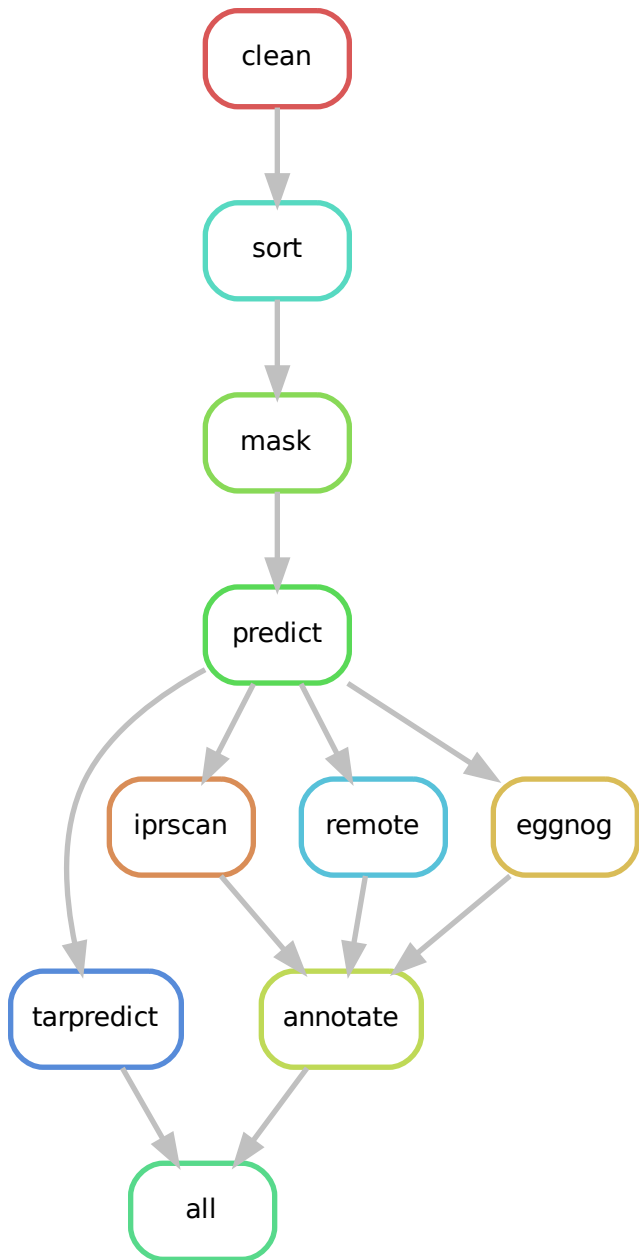 clean
sort
mask
predict
iprscan
remote
eggnog
tarpredict
annotate
all